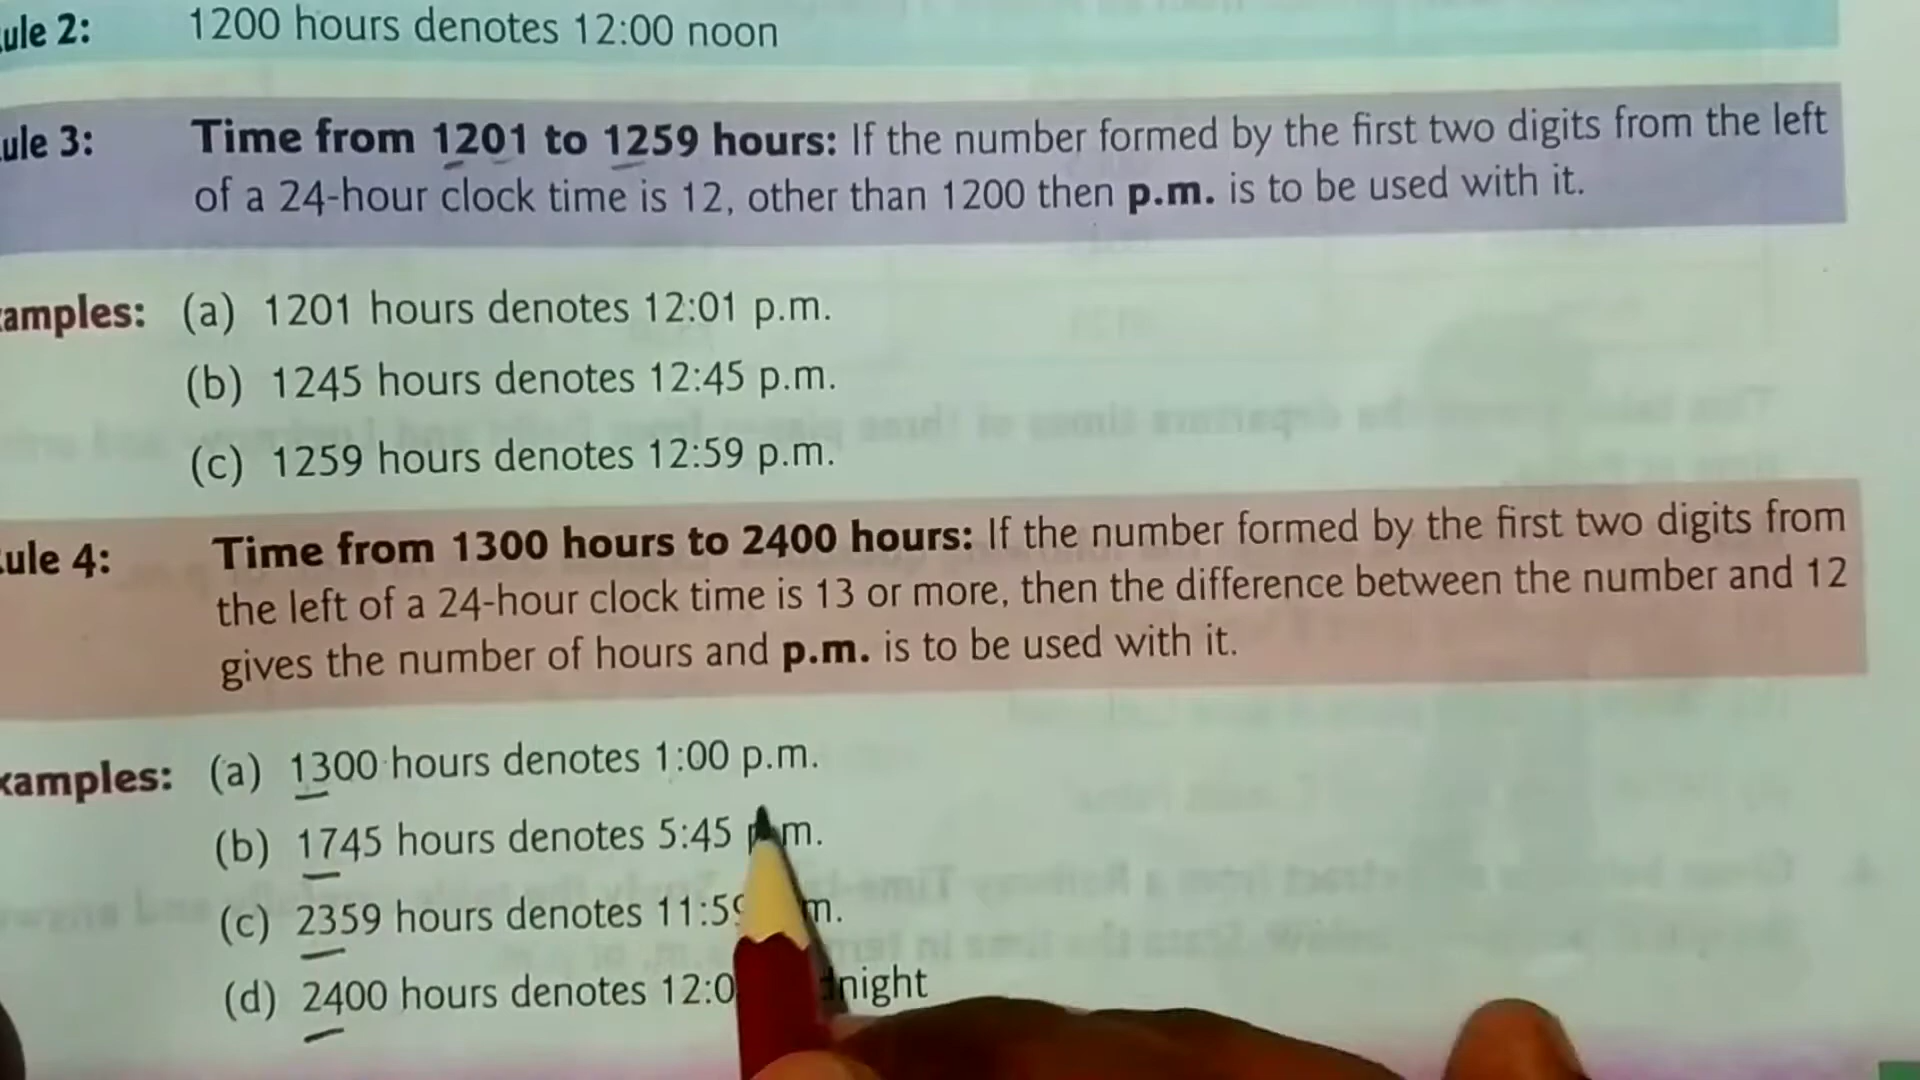 ule 2: 1200 hours denotes 12:00 noon
ule 3: Time from 1201 to 1259 hours: If the number formed by the first two digits from the left
of a 24-hour clock time is 12, other than 1200 then p.m. is to be used with it.
amples: (a) 1201 hours denotes 12:01 p.m.
(b) 1245 hours denotes 12:45 p.m.
(c) 1259 hours denotes 12:59 p.m.
ule 4: Time from 1300 hours to 2400 hours: If the number formed by the first two digits from
the left of a 24-hour clock time is 13 or more, then the difference between the number and 12
gives the number of hours and p.m. is to be used with it.
xamples: (a) 1300 hours denotes 1:00 p.m.
(b) 1745 hours denotes 5:45 p.m.
(c) 2359 hours denotes 11:59 m.
(d) 2400 hours denotes 12:0 night